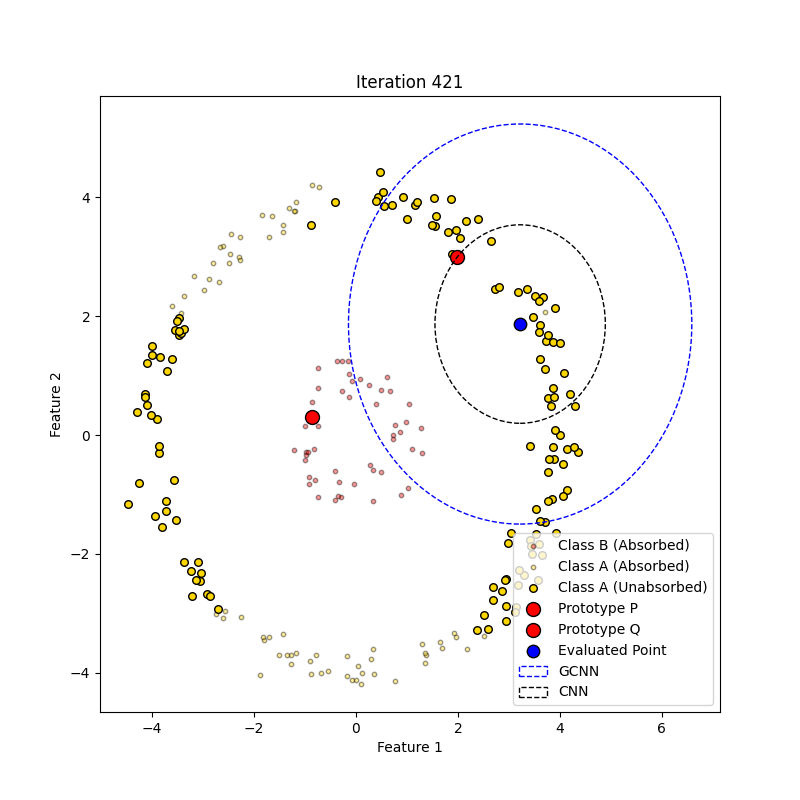 Iteration 421
Feature 2
4
2
0
−2
−4
−4
−2
0
2
4
6
Feature 1
Class B (Absorbed)
Class A (Absorbed)
Class A (Unabsorbed)
Prototype P
Prototype Q
Evaluated Point
GCNN
CNN